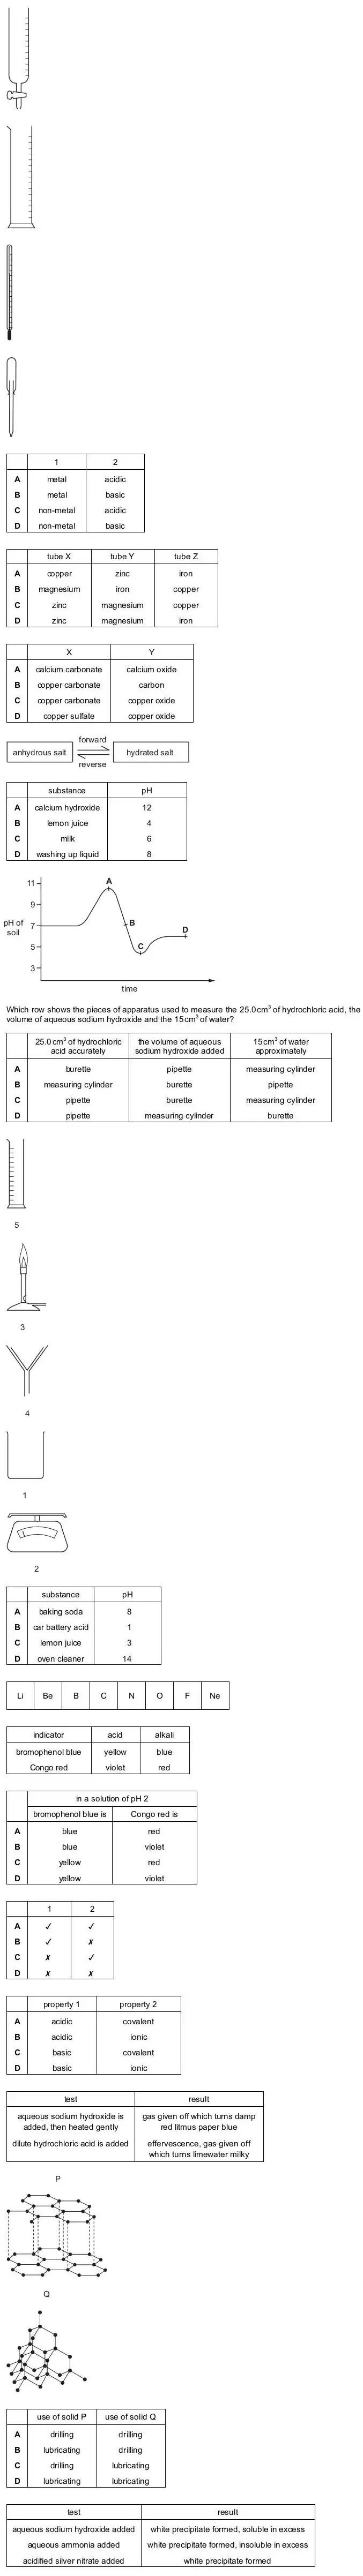 1 2
A metal acidic
B metal basic
C non-metal acidic
D non-metal basic
tube X tube Y tube Z
A copper zinc iron
B magnesium iron copper
C zinc magnesium copper
D zinc magnesium iron
X Y
A calcium carbonate calcium oxide
B copper carbonate carbon
C copper carbonate copper oxide
D copper sulfate copper oxide
forward
anhydrous salt hydrated salt
reverse
substance pH
A calcium hydroxide 12
B lemon juice 4
C milk 6
D washing up liquid 8
11
A
9
pH of soil
7
B
D
5
C
3
time
Which row shows the pieces of apparatus used to measure the 25.0 cm³ of hydrochloric acid, the
volume of aqueous sodium hydroxide and the 15 cm³ of water?
25.0 cm³ of hydrochloric the volume of aqueous 15 cm³ of water
acid accurately sodium hydroxide added approximately
A burette pipette measuring cylinder
B measuring cylinder burette pipette
C pipette burette measuring cylinder
D pipette measuring cylinder burette
5
3
4
1
2
substance pH
A baking soda 8
B car battery acid 1
C lemon juice 3
D oven cleaner 14
Li Be B C N O F Ne
indicator acid alkali
bromophenol blue yellow blue
Congo red violet red
in a solution of pH 2
bromophenol blue is Congo red is
A blue red
B blue violet
C yellow red
D yellow violet
1 2
A ✓ ✓
B ✓ ✗
C ✗ ✓
D ✗ ✗
property 1 property 2
A acidic covalent
B acidic ionic
C basic covalent
D basic ionic
test result
aqueous sodium hydroxide is gas given off which turns damp
added, then heated gently red litmus paper blue
dilute hydrochloric acid is added effervescence, gas given off
which turns limewater milky
P
Q
use of solid P use of solid Q
A drilling drilling
B lubricating drilling
C drilling lubricating
D lubricating lubricating
test result
aqueous sodium hydroxide added white precipitate formed, soluble in excess
aqueous ammonia added white precipitate formed, insoluble in excess
acidified silver nitrate added white precipitate formed